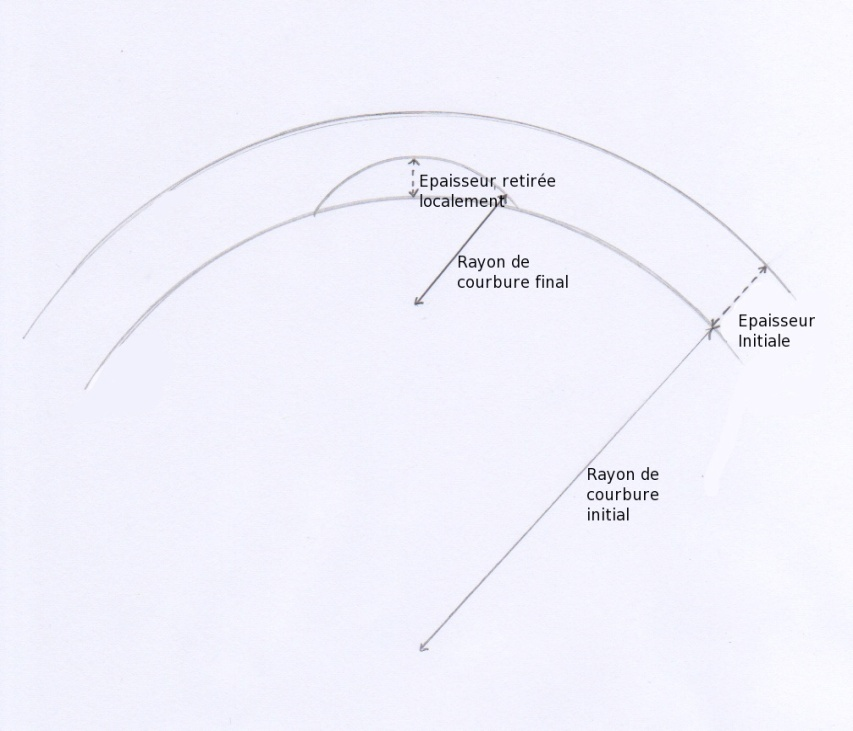 Epaisseur retirée
localement
Rayon de
courbure final
Epaisseur
Initiale
Rayon de
courbure
initial